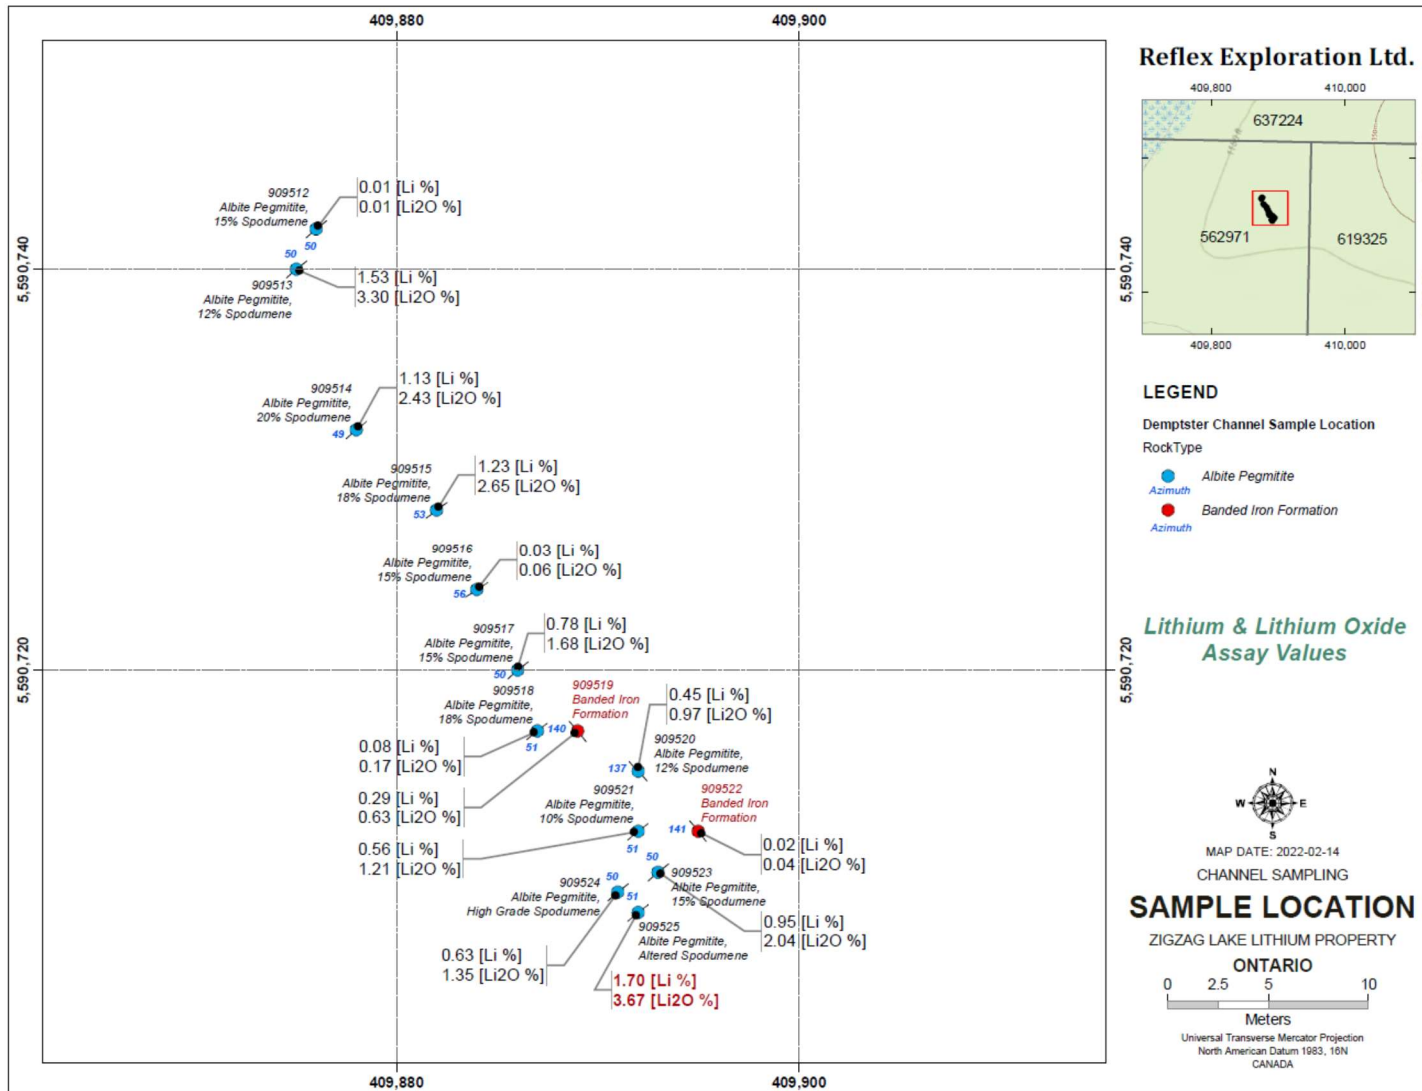 409,880
409,900
5,590,740
5,590,720
5,590,740
5,590,720
409,880
409,900
909512
Albite Pegmitite,
15% Spodumene
50
0.01 [Li %]
0.01 [Li2O %]
50
909513
Albite Pegmitite,
12% Spodumene
1.53 [Li %]
3.30 [Li2O %]
909514
Albite Pegmitite,
20% Spodumene
49
1.13 [Li %]
2.43 [Li2O %]
909515
Albite Pegmitite,
18% Spodumene
53
1.23 [Li %]
2.65 [Li2O %]
909516
Albite Pegmitite,
15% Spodumene
56
0.03 [Li %]
0.06 [Li2O %]
909517
Albite Pegmitite,
15% Spodumene
50
0.78 [Li %]
1.68 [Li2O %]
909518
Albite Pegmitite,
18% Spodumene
51
0.08 [Li %]
0.17 [Li2O %]
909519
Banded Iron
Formation
140
0.29 [Li %]
0.63 [Li2O %]
0.45 [Li %]
0.97 [Li2O %]
909520
Albite Pegmitite,
12% Spodumene
137
909521
Albite Pegmitite,
10% Spodumene
51
0.56 [Li %]
1.21 [Li2O %]
909522
Banded Iron
Formation
141
0.02 [Li %]
0.04 [Li2O %]
50
909523
Albite Pegmitite,
15% Spodumene
0.95 [Li %]
2.04 [Li2O %]
50
909524
Albite Pegmitite,
High Grade Spodumene
0.63 [Li %]
1.35 [Li2O %]
51
909525
Albite Pegmitite,
Altered Spodumene
1.70 [Li %]
3.67 [Li2O %]
Reflex Exploration Ltd.
409,800
410,000
637224
562971
619325
409,800
410,000
LEGEND
Demptster Channel Sample Location
RockType
Albite Pegmitite
Azimuth
Banded Iron Formation
Azimuth
Lithium & Lithium Oxide
Assay Values
N
W
E
S
MAP DATE: 2022-02-14
CHANNEL SAMPLING
SAMPLE LOCATION
ZIGZAG LAKE LITHIUM PROPERTY
ONTARIO
0 2.5 5 10
Meters
Universal Transverse Mercator Projection
North American Datum 1983, 16N
CANADA